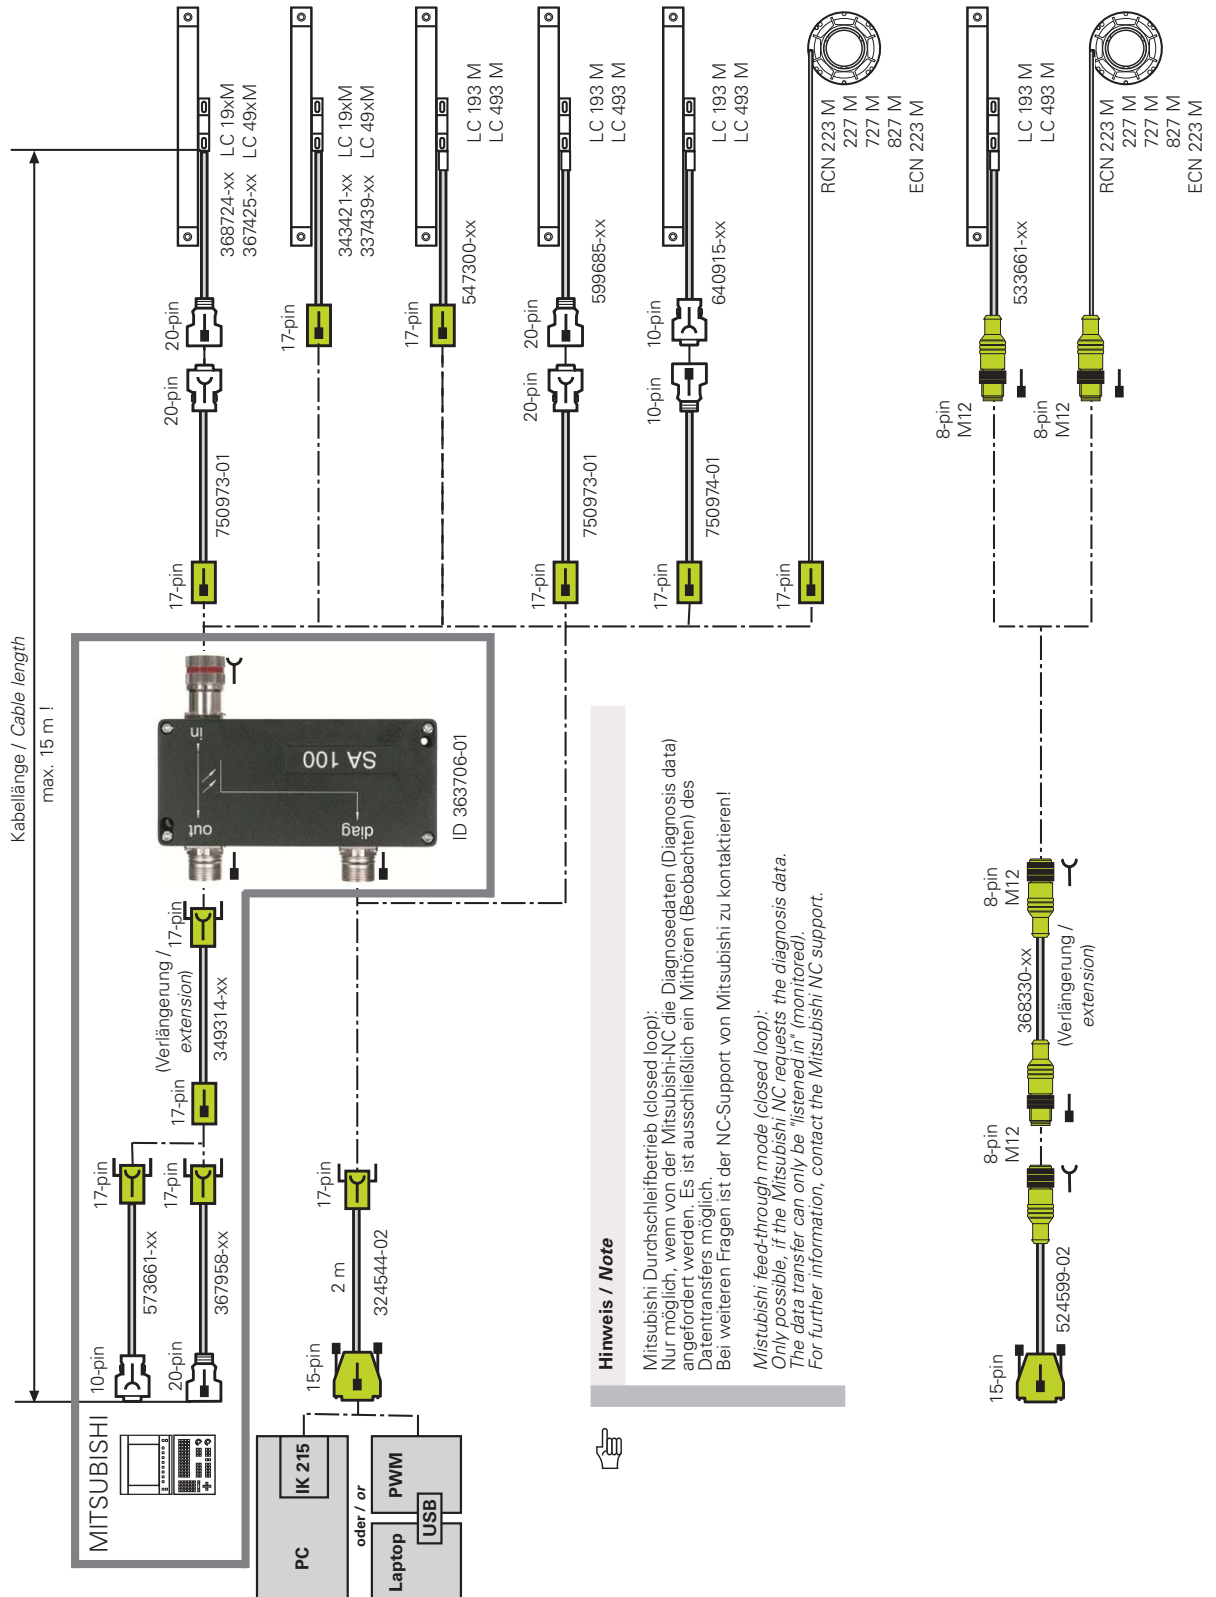 Kabellänge / Cable length
max. 15 m !
MITSUBISHI
10-pin
573661-xx
17-pin
20-pin
367958-xx
17-pin
17-pin
(Verlängerung /
extension)
349314-xx
17-pin
out
in
diag
SA 100
ID 363706-01
17-pin
750973-01
20-pin
20-pin
368724-xx LC 19xM
367425-xx LC 49xM
17-pin
343421-xx LC 19xM
337439-xx LC 49xM
17-pin
547300-xx
LC 193 M
LC 493 M
17-pin
750973-01
20-pin
20-pin
599685-xx
LC 193 M
LC 493 M
17-pin
750974-01
10-pin
10-pin
640915-xx
LC 193 M
LC 493 M
17-pin
RCN 223 M
227 M
727 M
827 M
ECN 223 M
PC
IK 215
oder / or
Laptop
USB
PWM
15-pin
2 m
324544-02
17-pin
Hinweis / Note
Mitsubishi Durchschleifbetrieb (closed loop):
Nur möglich, wenn von der Mitsubishi-NC die Diagnosedaten (Diagnosis data)
angefordert werden. Es ist ausschließlich ein Mithören (Beobachten) des
Datentransfers möglich.
Bei weiteren Fragen ist der NC-Support von Mitsubishi zu kontaktieren!
Mistubishi feed-through mode (closed loop):
Only possible, if the Mitsubishi NC requests the diagnosis data.
The data transfer can only be "listened in" (monitored).
For further information, contact the Mitsubishi NC support.
15-pin
524599-02
8-pin
M12
368330-xx
(Verlängerung /
extension)
8-pin
M12
8-pin
M12
533661-xx
LC 193 M
LC 493 M
8-pin
M12
RCN 223 M
227 M
727 M
827 M
ECN 223 M